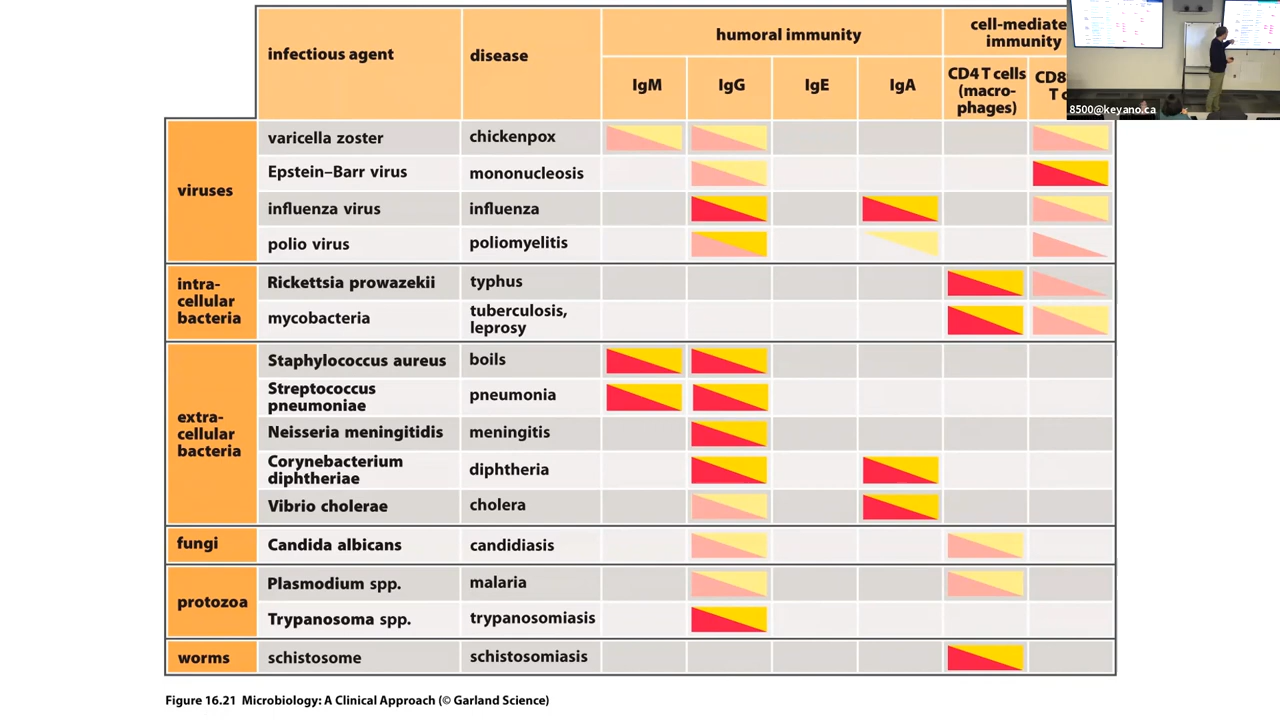 infectious agent
disease
humoral immunity
cell-mediate
immunity
IgM
IgG
IgE
IgA
CD4 T cells
(macro-
phages)
CD8
T c
8500@keyano.ca
viruses
varicella zoster
chickenpox
Epstein–Barr virus
mononucleosis
influenza virus
influenza
polio virus
poliomyelitis
intra-
cellular
bacteria
Rickettsia prowazekii
typhus
mycobacteria
tuberculosis,
leprosy
extra-
cellular
bacteria
Staphylococcus aureus
boils
Streptococcus
pneumoniae
pneumonia
Neisseria meningitidis
meningitis
Corynebacterium
diphtheriae
diphtheria
Vibrio cholerae
cholera
fungi
Candida albicans
candidiasis
protozoa
Plasmodium spp.
malaria
Trypanosoma spp.
trypanosomiasis
worms
schistosome
schistosomiasis
Figure 16.21 Microbiology: A Clinical Approach (© Garland Science)